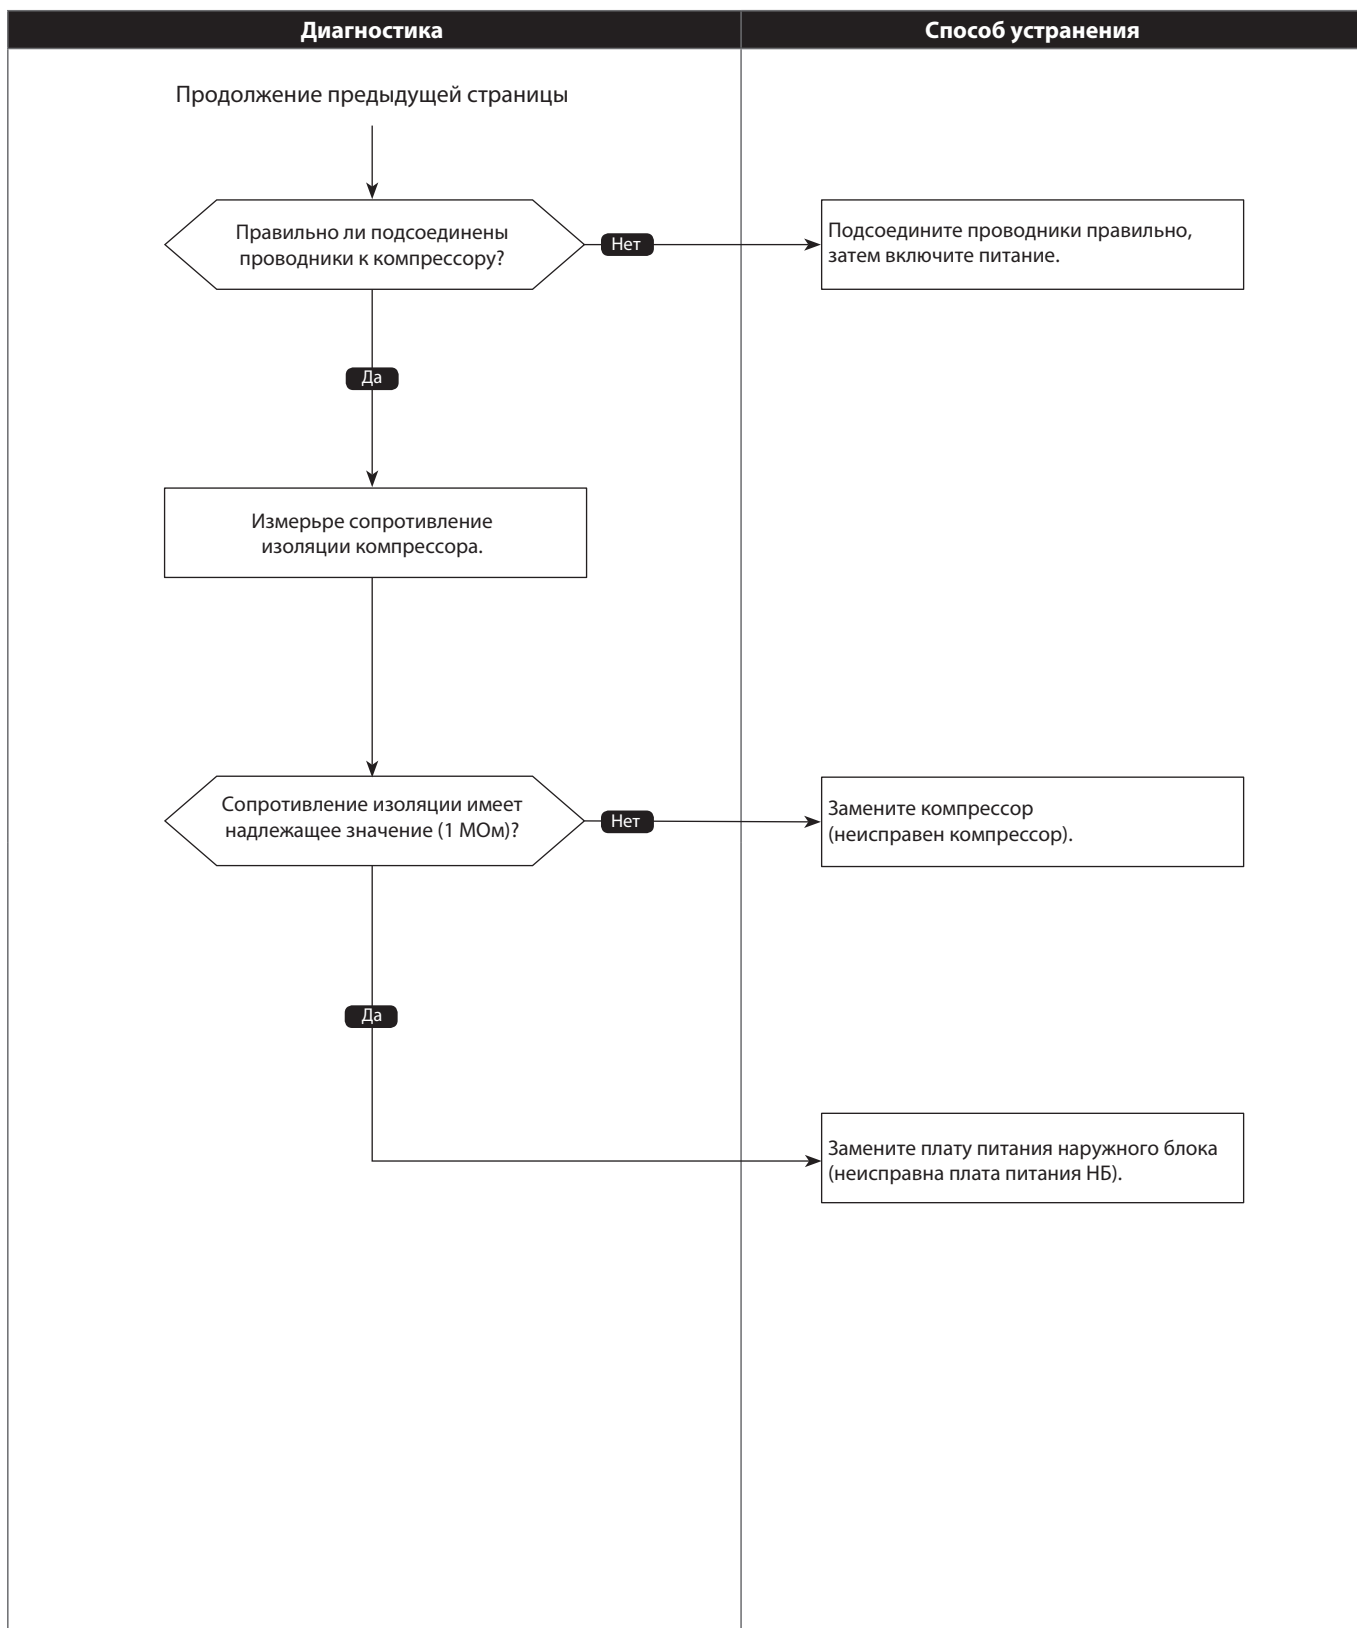 Диагностика
Способ устранения
Продолжение предыдущей страницы
Правильно ли подсоединены
проводники к компрессору?
Нет
Подсоедините проводники правильно,
затем включите питание.
Да
Измерьре сопротивление
изоляции компрессора.
Сопротивление изоляции имеет
надлежащее значение (1 МОм)?
Нет
Замените компрессор
(неисправен компрессор).
Да
Замените плату питания наружного блока
(неисправна плата питания НБ).